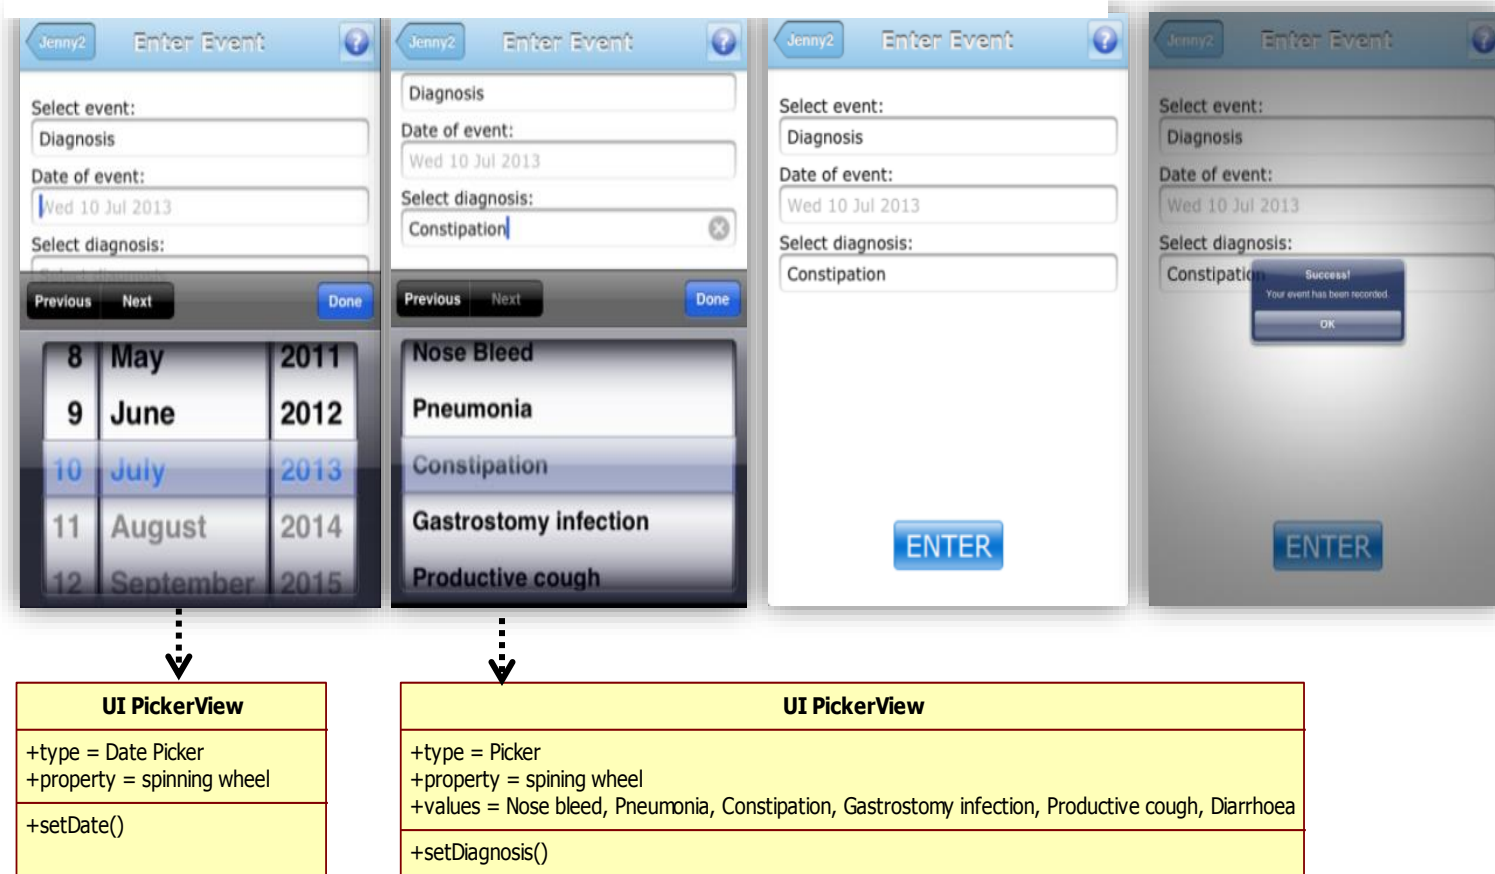 Jenny2
Enter Event
?
Select event:
Diagnosis
Date of event:
Wed 10 Jul 2013
Select diagnosis:
Select diagnosis
Previous
Next
Done
8 May 2011
9 June 2012
10 July 2013
11 August 2014
12 September 2015
Jenny2
Enter Event
?
Diagnosis
Date of event:
Wed 10 Jul 2013
Select diagnosis:
Constipation
Previous
Next
Done
Nose Bleed
Pneumonia
Constipation
Gastrostomy infection
Productive cough
Jenny2
Enter Event
?
Select event:
Diagnosis
Date of event:
Wed 10 Jul 2013
Select diagnosis:
Constipation
ENTER
Jenny2
Enter Event
?
Select event:
Diagnosis
Date of event:
Wed 10 Jul 2013
Select diagnosis:
Constipation
Success!
Your event has been recorded.
OK
ENTER
UI PickerView
+type = Date Picker
+property = spinning wheel
+setDate()
UI PickerView
+type = Picker
+property = spining wheel
+values = Nose bleed, Pneumonia, Constipation, Gastrostomy infection, Productive cough, Diarrhoea
+setDiagnosis()